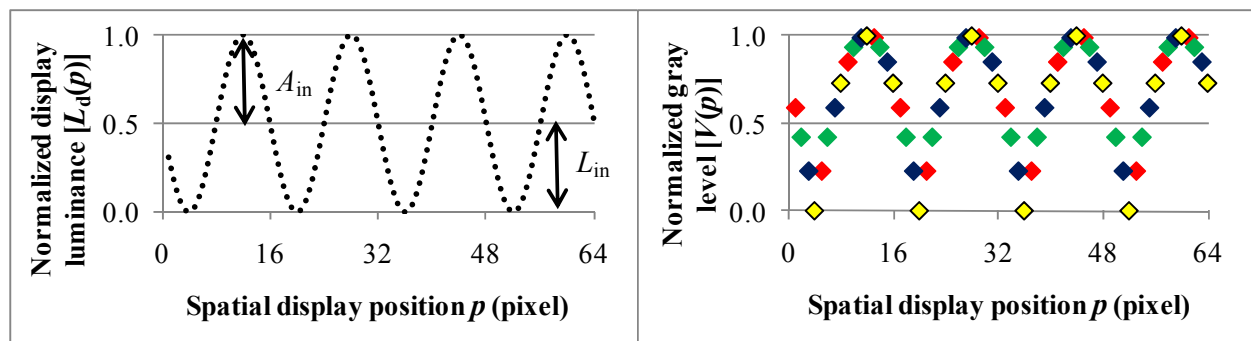 Normalized display
luminance [Ld(p)]
1.0
0.5
0.0
Ain
Lin
0
16
32
48
64
Spatial display position p (pixel)
Normalized gray
level [V(p)]
1.0
0.5
0.0
0
16
32
48
64
Spatial display position p (pixel)